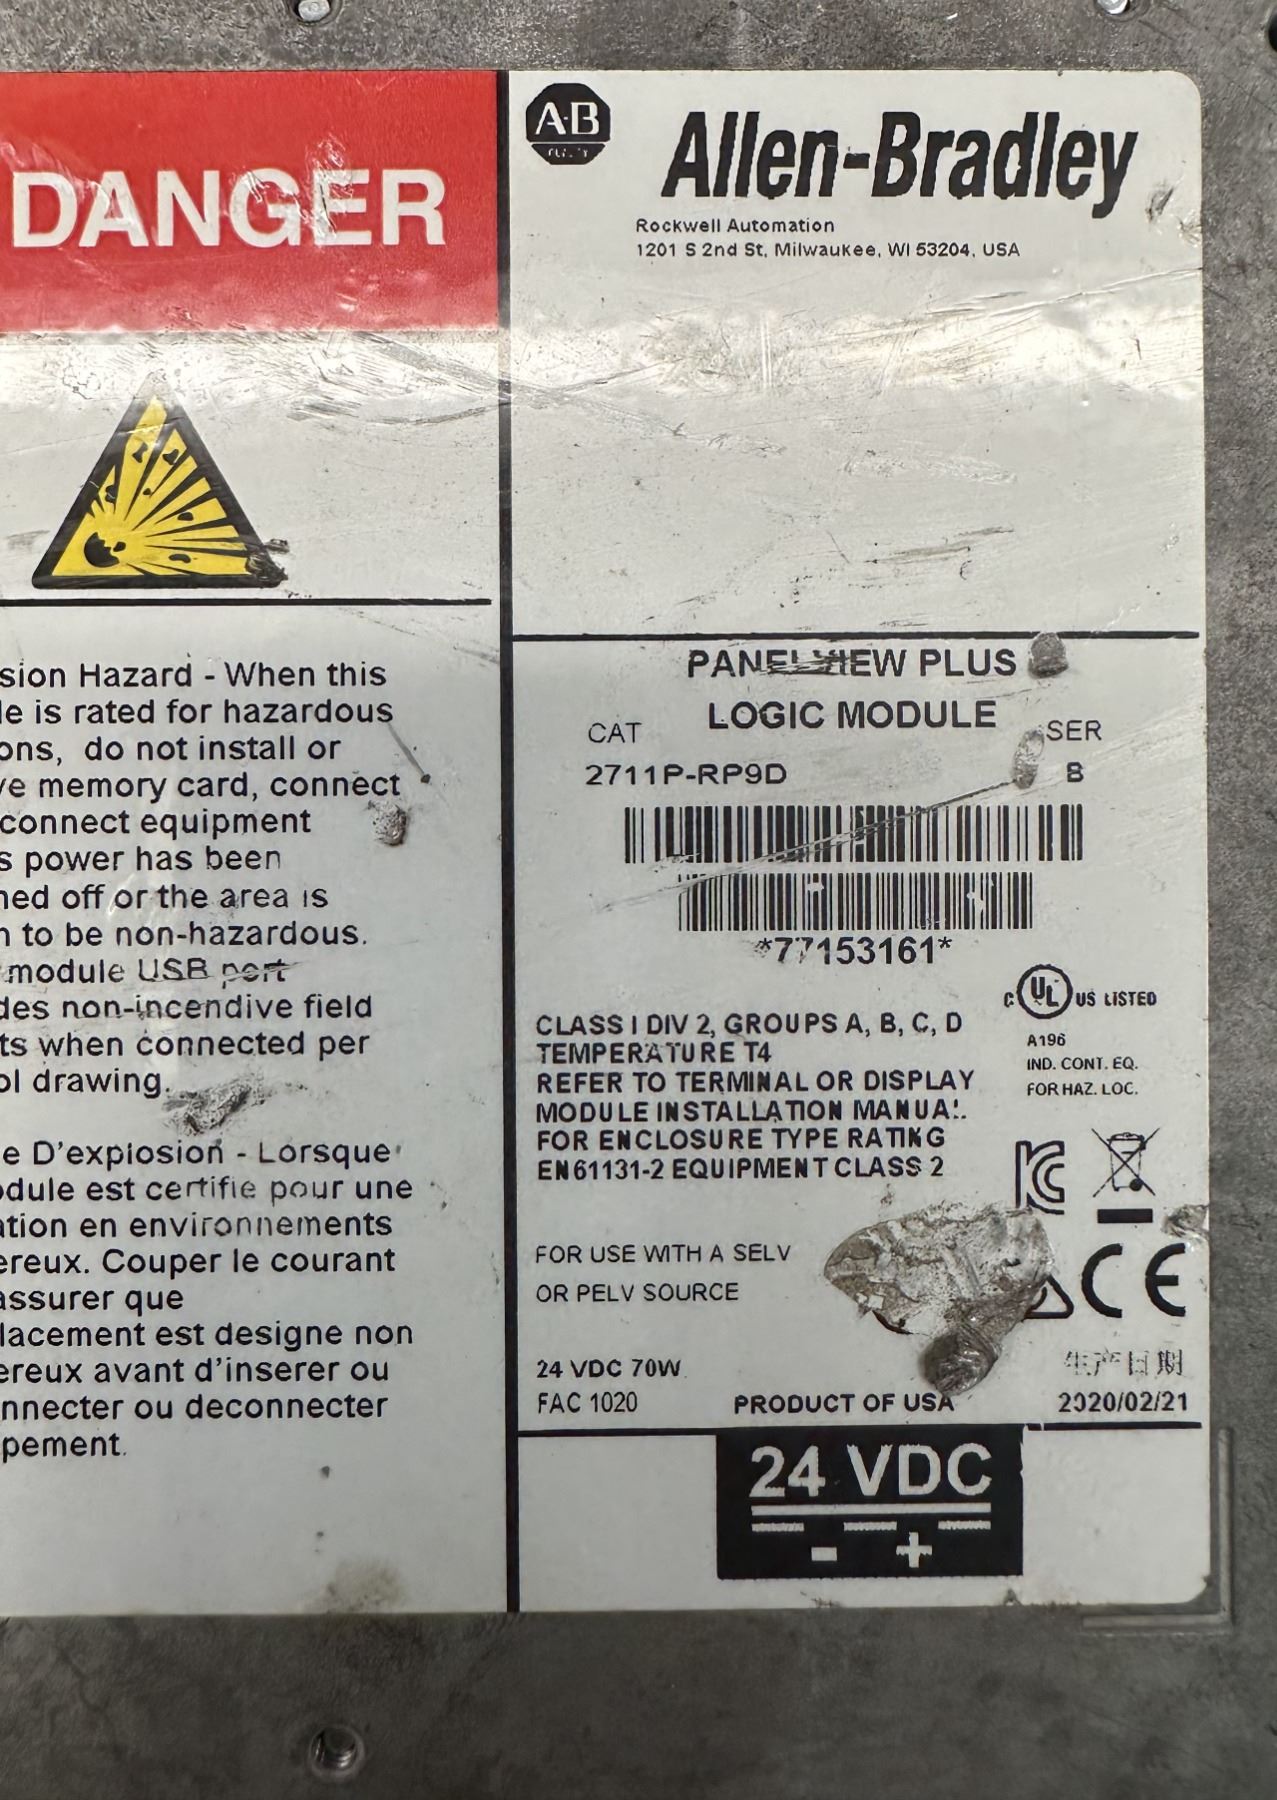 DANGER
A·B
Allen-Bradley
Rockwell Automation
1201 S 2nd St, Milwaukee, WI 53204, USA
sion Hazard - When this
le is rated for hazardous
ons, do not install or
ve memory card, connect
connect equipment
s power has been
ned off or the area is
n to be non-hazardous.
module USB port
des non-incendive field
ts when connected per
ol drawing.
e D'explosion - Lorsque
odule est certifie pour une
ation en environnements
ereux. Couper le courant
assurer que
lacement est designe non
ereux avant d'inserer ou
nnecter ou deconnecter
pement.
PANELVIEW PLUS
LOGIC MODULE
CAT SER
2711P-RP9D B
*77153161*
C UL US LISTED
A196
IND. CONT. EQ.
FOR HAZ. LOC.
CLASS I DIV 2, GROUPS A, B, C, D
TEMPERATURE T4
REFER TO TERMINAL OR DISPLAY
MODULE INSTALLATION MANUAL.
FOR ENCLOSURE TYPE RATING
EN61131-2 EQUIPMENT CLASS 2
FOR USE WITH A SELV
OR PELV SOURCE
CE
24 VDC 70W
生产日期
FAC 1020 PRODUCT OF USA 2020/02/21
24 VDC
- +